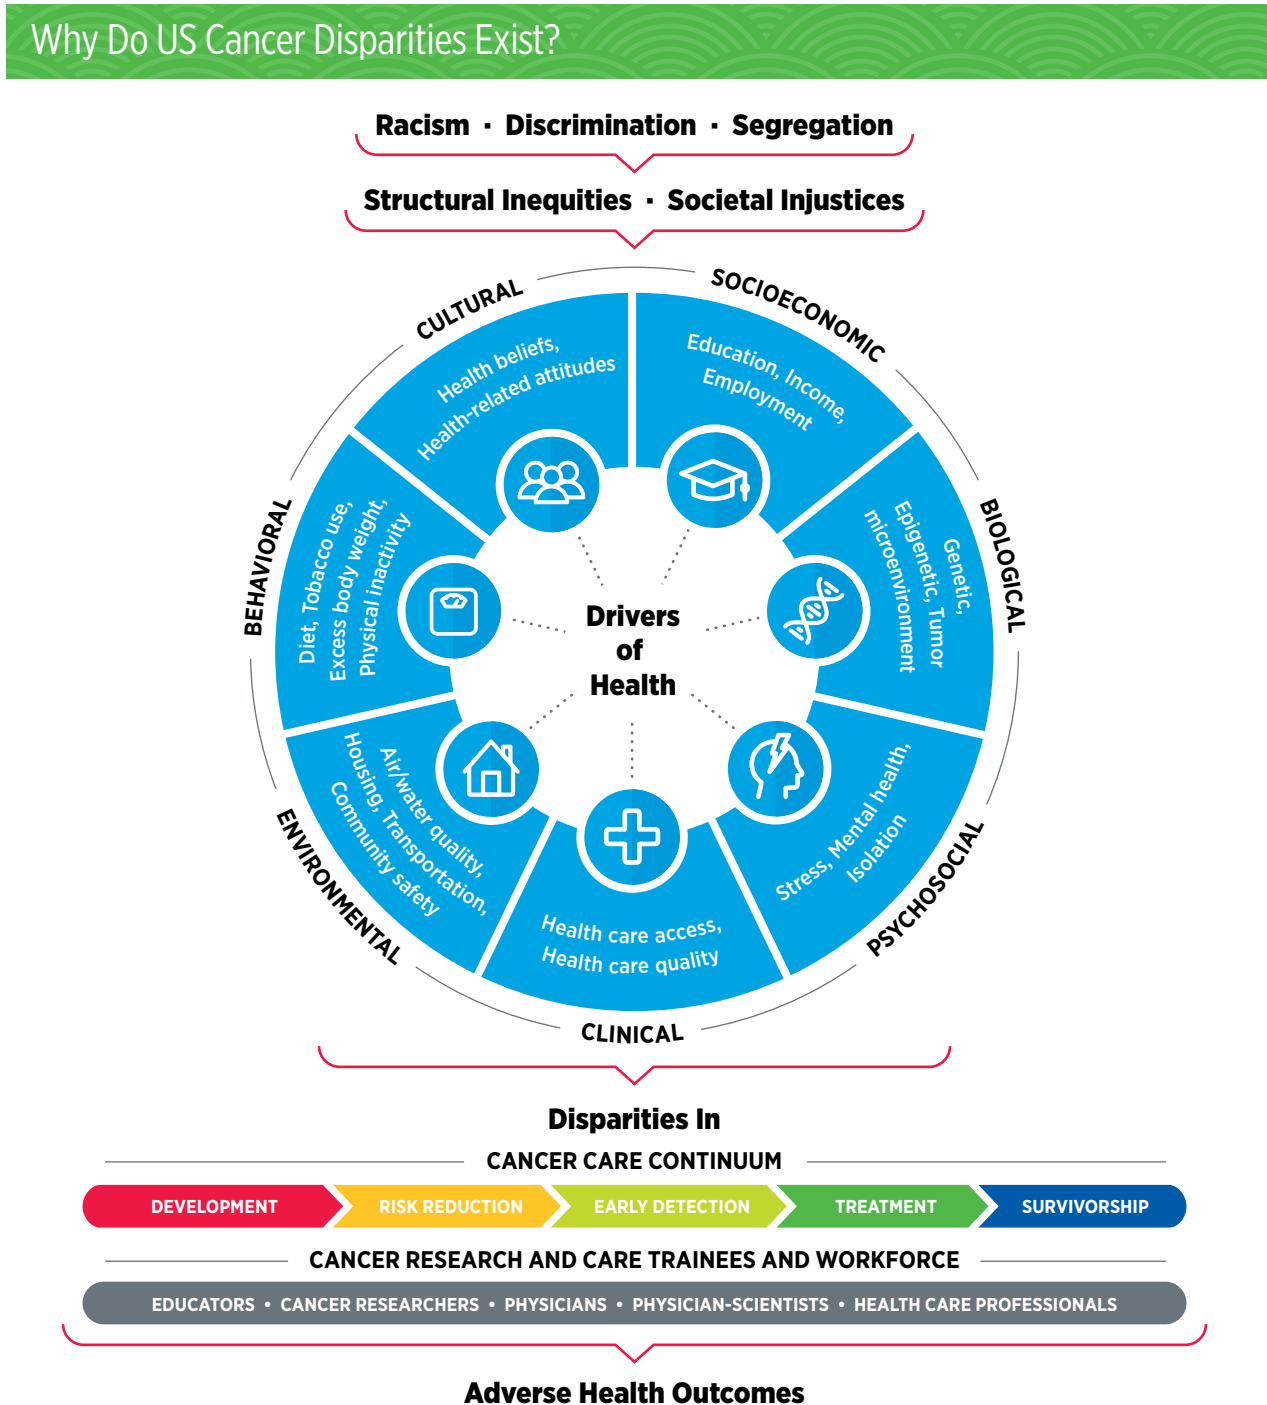 Why Do US Cancer Disparities Exist?
Racism · Discrimination · Segregation
Structural Inequities · Societal Injustices
CULTURAL
Health beliefs,
Health-related attitudes
SOCIOECONOMIC
Education, Income,
Employment
BIOLOGICAL
Genetic,
Epigenetic, Tumor
microenvironment
PSYCHOSOCIAL
Stress, Mental health,
Isolation
CLINICAL
Health care access,
Health care quality
ENVIRONMENTAL
Air/water quality,
Housing, Transportation,
Community safety
BEHAVIORAL
Diet, Tobacco use,
Excess body weight,
Physical inactivity
Drivers
of
Health
Disparities In
CANCER CARE CONTINUUM
DEVELOPMENT
RISK REDUCTION
EARLY DETECTION
TREATMENT
SURVIVORSHIP
CANCER RESEARCH AND CARE TRAINEES AND WORKFORCE
EDUCATORS • CANCER RESEARCHERS • PHYSICIANS • PHYSICIAN-SCIENTISTS • HEALTH CARE PROFESSIONALS
Adverse Health Outcomes